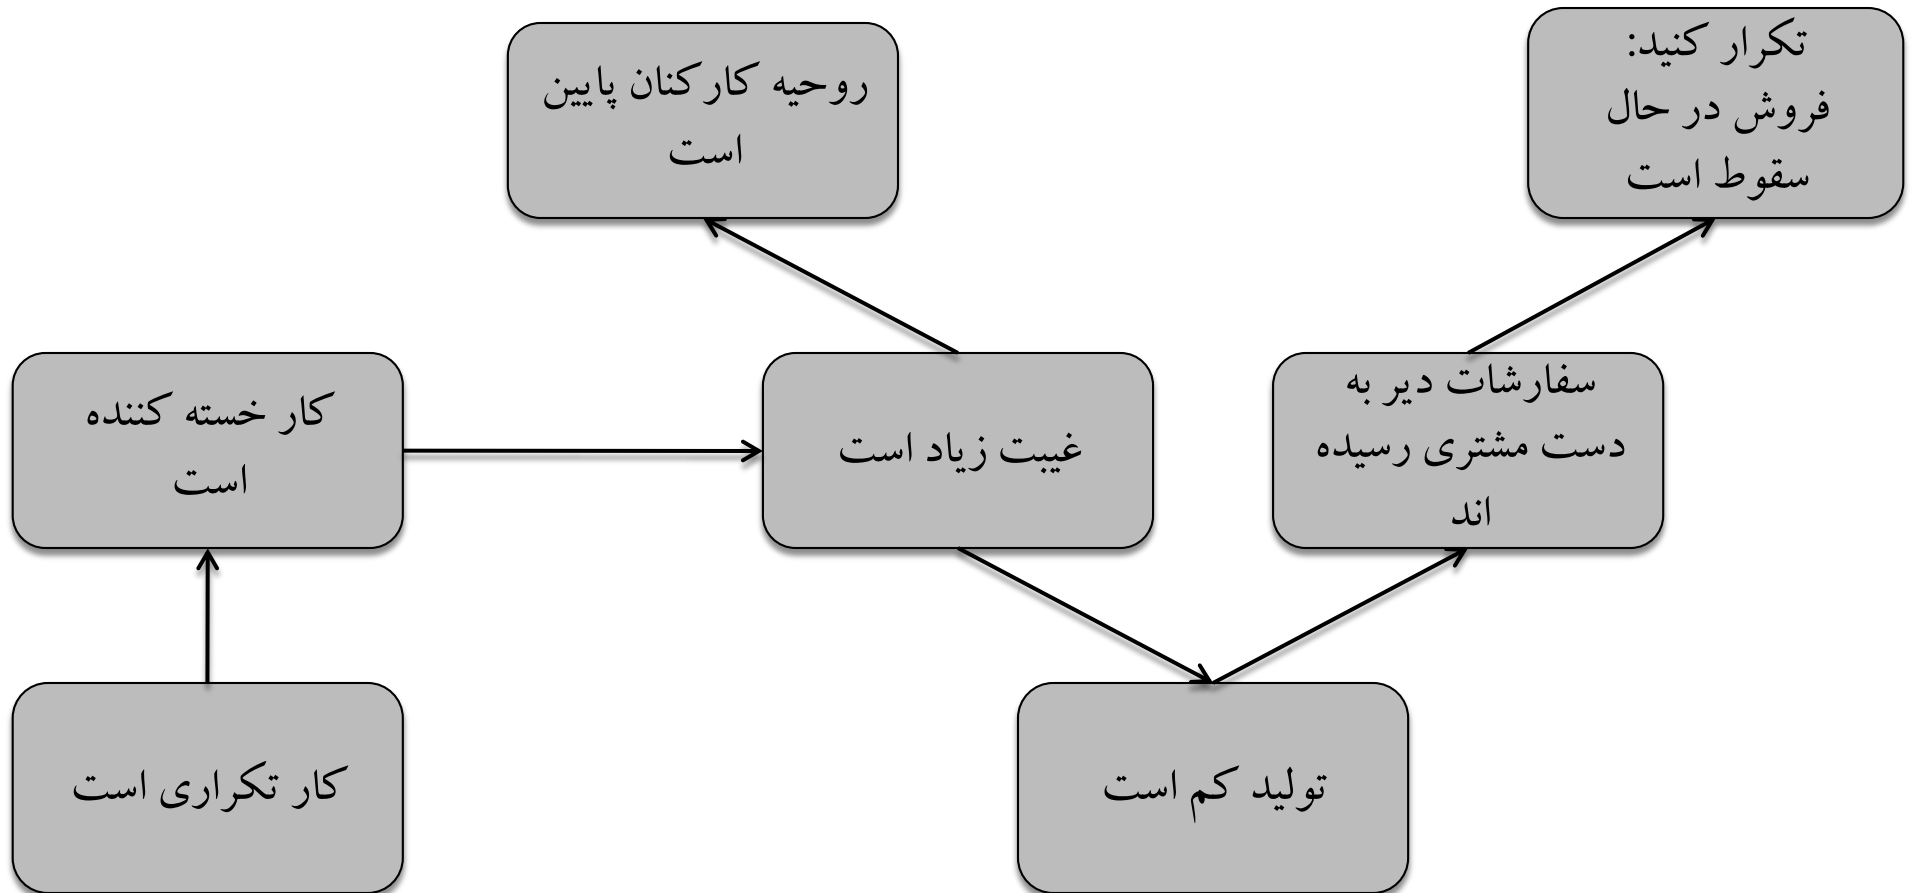 تکرار کنید:
فروش در حال
سقوط است
روحیه کارکنان پایین
است
سفارشات دیر به
دست مشتری رسیده
اند
غیبت زیاد است
کار خسته کننده
است
تولید کم است
کار تکراری است